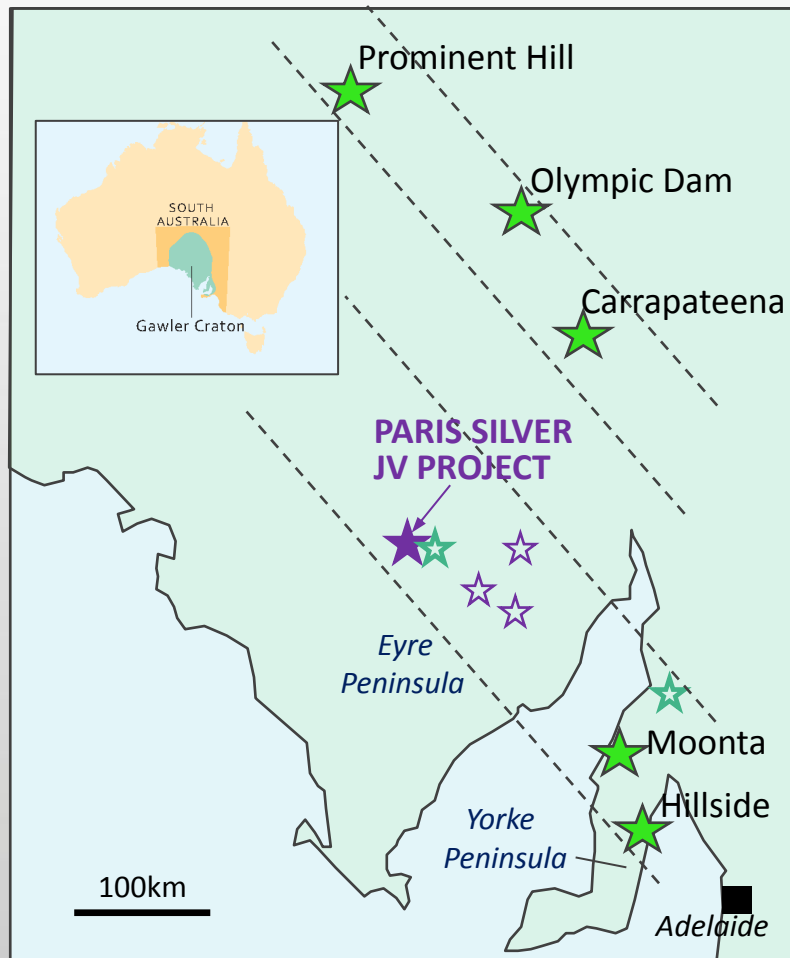 Prominent Hill
Olympic Dam
SOUTH
AUSTRALIA
Gawler Craton
Carrapateena
PARIS SILVER
JV PROJECT
Eyre
Peninsula
Moonta
Hillside
Yorke
Peninsula
100km
Adelaide